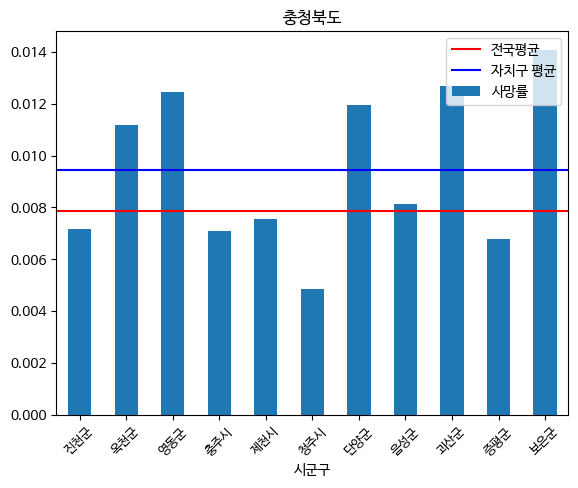 충청북도
전국평균
자치구 평균
사망률
0.014
0.012
0.010
0.008
0.006
0.004
0.002
0.000
진천군 옥천군 영동군 충주시 제천시 청주시 단양군 음성군 괴산군 증평군 보은군
시군구